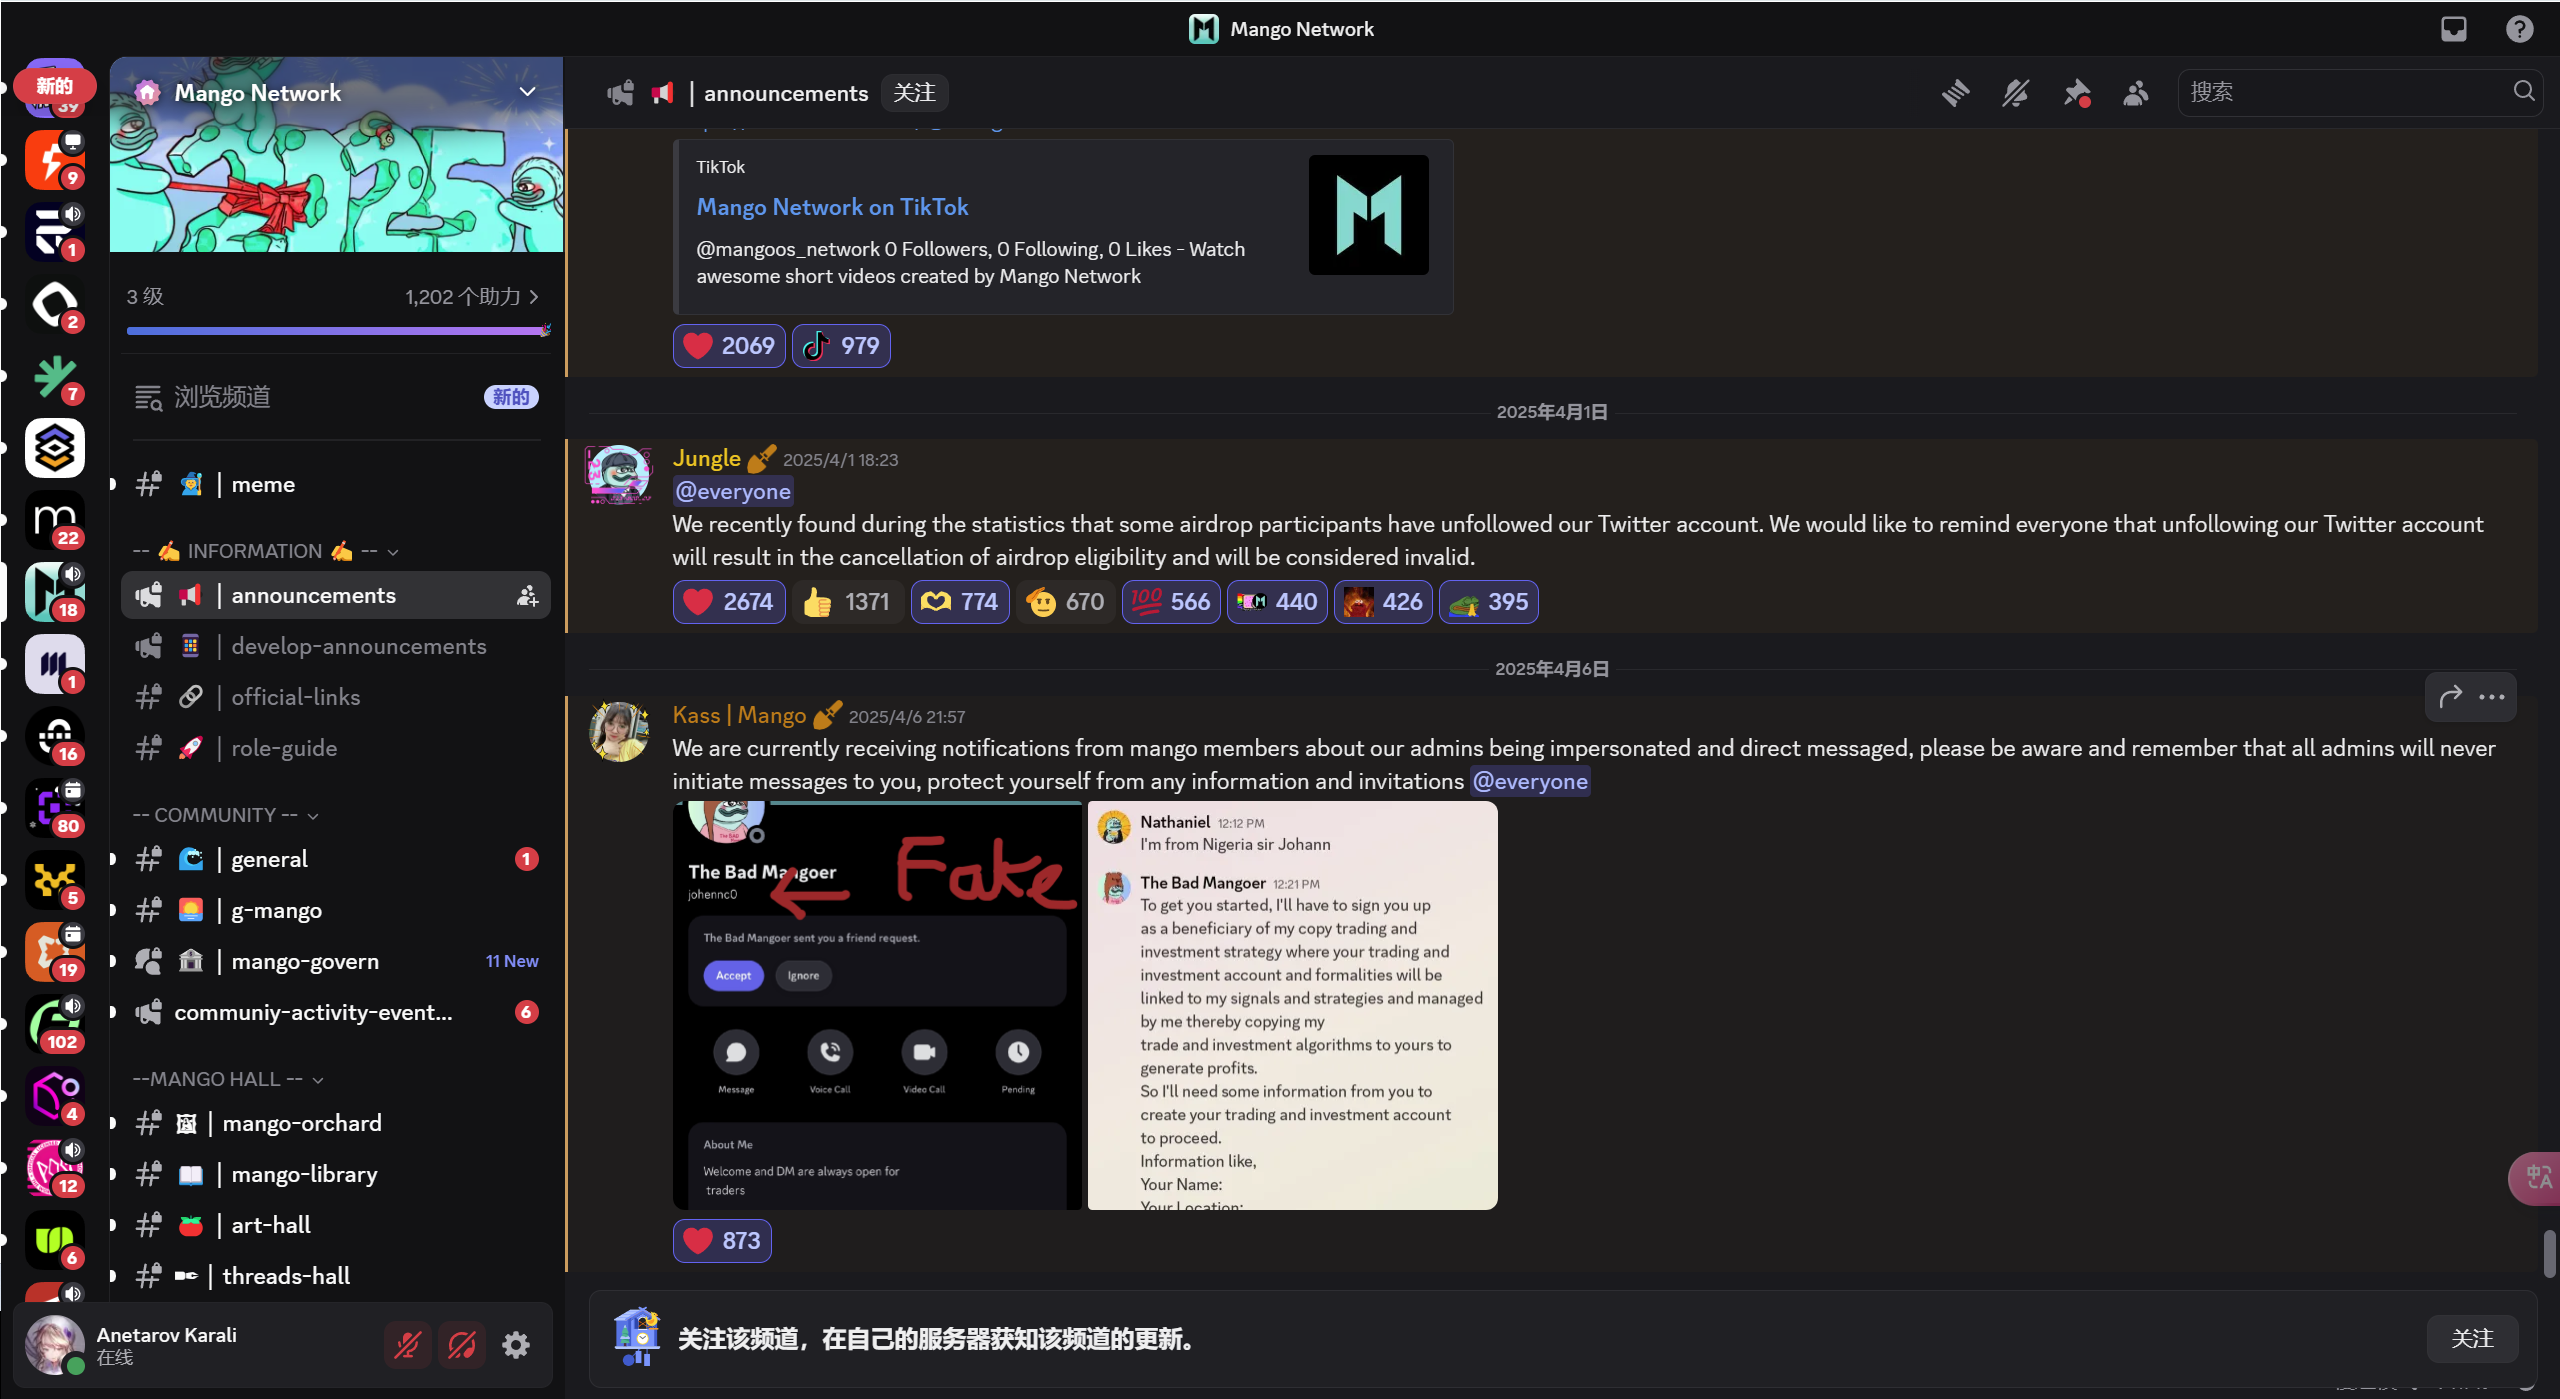 Mango Network
新的
39
9
1
2
7
22
18
1
16
80
5
19
102
4
12
6
Mango Network
3 级
1,202 个助力
浏览频道
新的
| meme
-- INFORMATION --
| announcements
| develop-announcements
| official-links
| role-guide
-- COMMUNITY --
| general
1
| g-mango
| mango-govern
11 New
communiy-activity-event...
6
--MANGO HALL --
| mango-orchard
| mango-library
| art-hall
| threads-hall
Anetarov Karali
在线
| announcements
关注
搜索
TikTok
Mango Network on TikTok
@mangoos_network 0 Followers, 0 Following, 0 Likes - Watch
awesome short videos created by Mango Network
2069
979
2025年4月1日
Jungle 2025/4/1 18:23
@everyone
We recently found during the statistics that some airdrop participants have unfollowed our Twitter account. We would like to remind everyone that unfollowing our Twitter account
will result in the cancellation of airdrop eligibility and will be considered invalid.
2674
1371
774
670
566
440
426
395
2025年4月6日
Kass | Mango 2025/4/6 21:57
We are currently receiving notifications from mango members about our admins being impersonated and direct messaged, please be aware and remember that all admins will never
initiate messages to you, protect yourself from any information and invitations @everyone
The Bad Mangoer
johennc0
Fake
The Bad Mangoer sent you a friend request.
Accept
Ignore
Message
Voice Call
Video Call
Pending
About Me
Welcome and DM are always open for
traders
Nathaniel 12:12 PM
I'm from Nigeria sir Johann
The Bad Mangoer 12:21 PM
To get you started, I'll have to sign you up
as a beneficiary of my copy trading and
investment strategy where your trading and
investment account and formalities will be
linked to my signals and strategies and managed
by me thereby copying my
trade and investment algorithms to yours to
generate profits.
So I'll need some information from you to
create your trading and investment account
to proceed.
Information like,
Your Name:
Your Location:
873
关注该频道，在自己的服务器获知该频道的更新。
关注